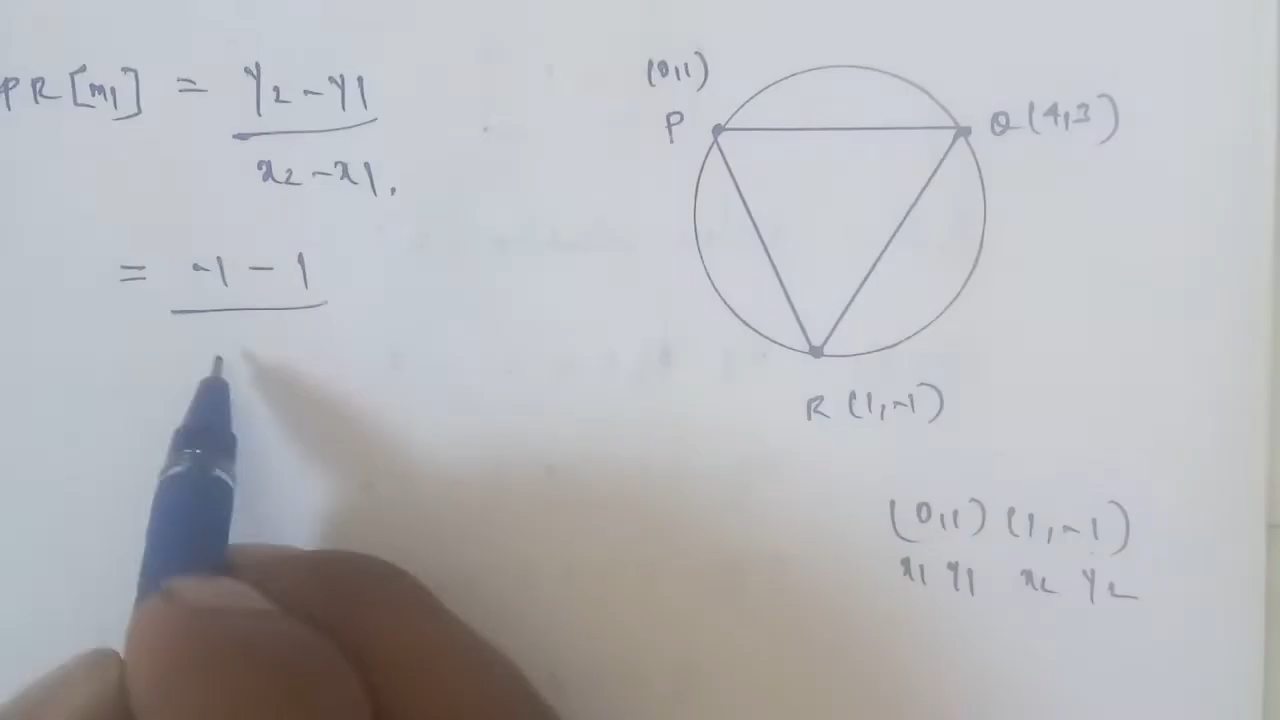 PR[m1] = y2 - y1
x2 - x1.
= -1 - 1
(0,1)
P
Q(4,3)
R(1,-1)
(0,1) (1,-1)
x1 y1 x2 y2